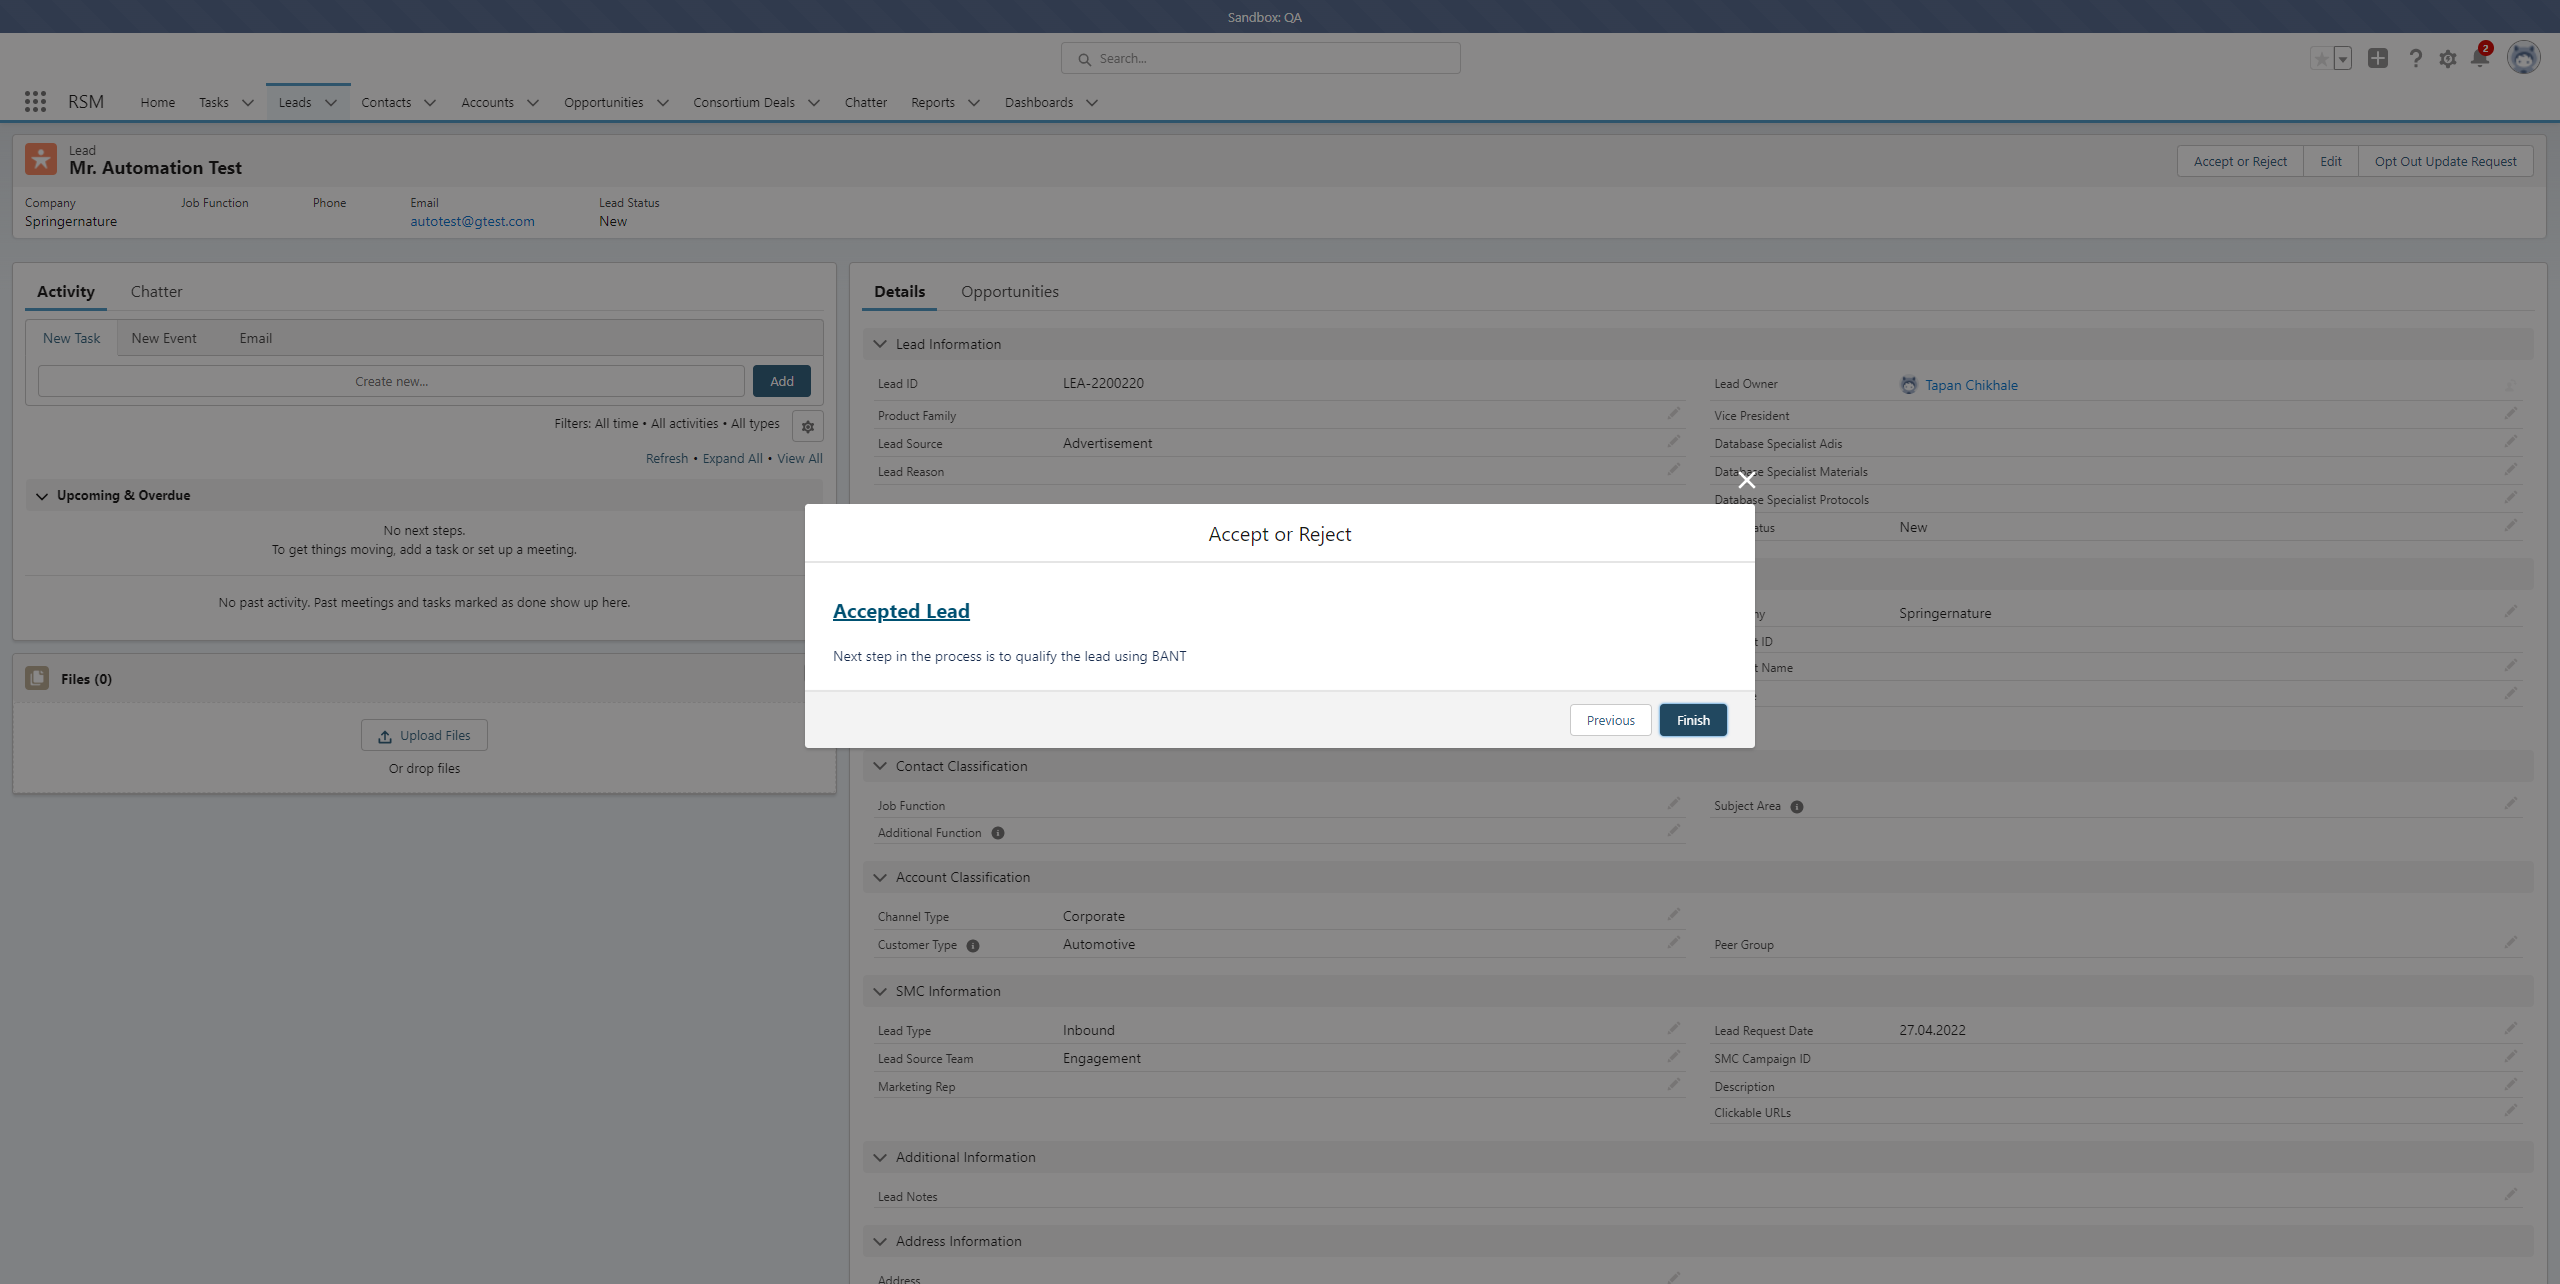 Sandbox: QA
Search...
2
RSM
Home
Tasks
Leads
Contacts
Accounts
Opportunities
Consortium Deals
Chatter
Reports
Dashboards
Lead
Mr. Automation Test
Accept or Reject
Edit
Opt Out Update Request
Company
Job Function
Phone
Email
Lead Status
Springernature
autotest@gtest.com
New
Activity
Chatter
New Task
New Event
Email
Create new...
Add
Filters: All time • All activities • All types
Refresh • Expand All • View All
Upcoming & Overdue
No next steps.
To get things moving, add a task or set up a meeting.
No past activity. Past meetings and tasks marked as done show up here.
Files (0)
Upload Files
Or drop files
Details
Opportunities
Lead Information
Lead ID
LEA-2200220
Lead Owner
Tapan Chikhale
Product Family
Vice President
Lead Source
Advertisement
Database Specialist Adis
Lead Reason
Database Specialist Materials
Database Specialist Protocols
New
Accept or Reject
Accepted Lead
Next step in the process is to qualify the lead using BANT
Previous
Finish
Springernature
ID
Name
Contact Classification
Job Function
Subject Area
Additional Function
Account Classification
Channel Type
Corporate
Customer Type
Automotive
Peer Group
SMC Information
Lead Type
Inbound
Lead Request Date
27.04.2022
Lead Source Team
Engagement
SMC Campaign ID
Marketing Rep
Description
Clickable URLs
Additional Information
Lead Notes
Address Information
Address